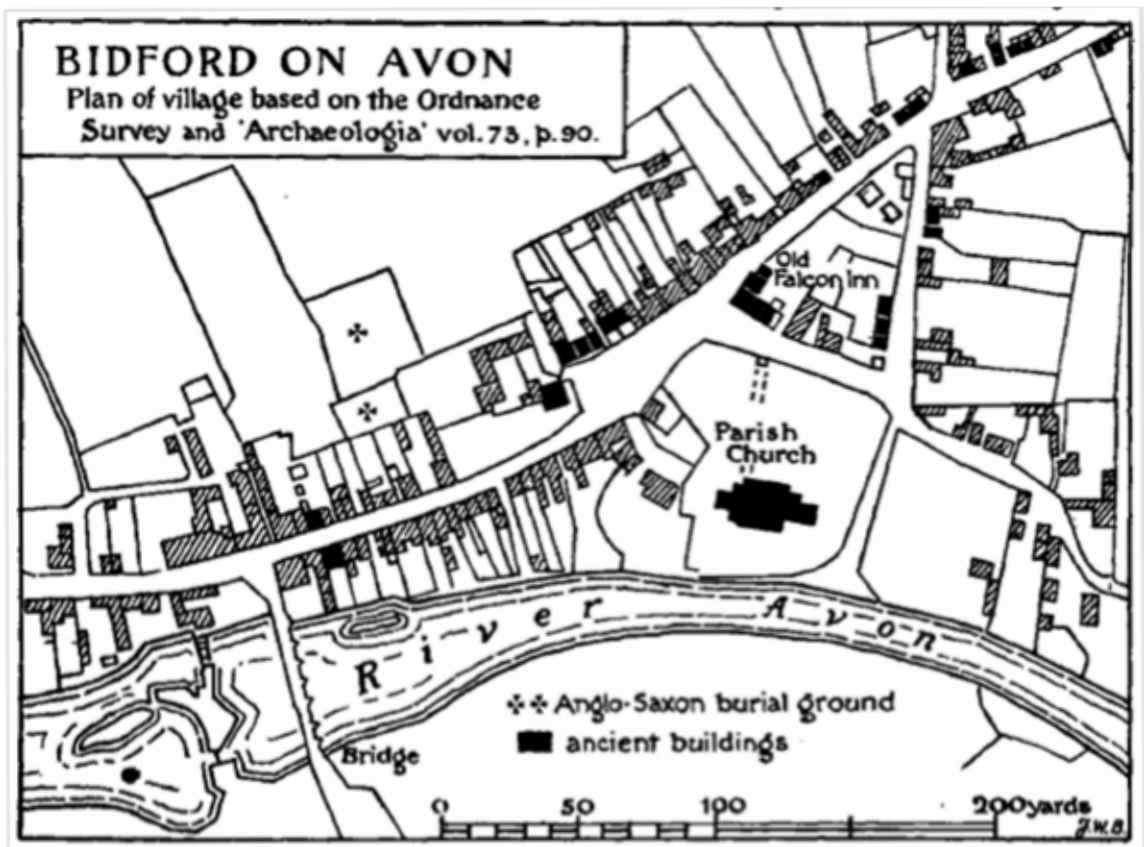 BIDFORD ON AVON
Plan of village based on the Ordnance
Survey and 'Archaeologia' vol. 73, p. 90.
Old
Falcon Inn
Parish
Church
River Avon
Anglo-Saxon burial ground
ancient buildings
Bridge
0 50 100 200 yards
J.W.B.